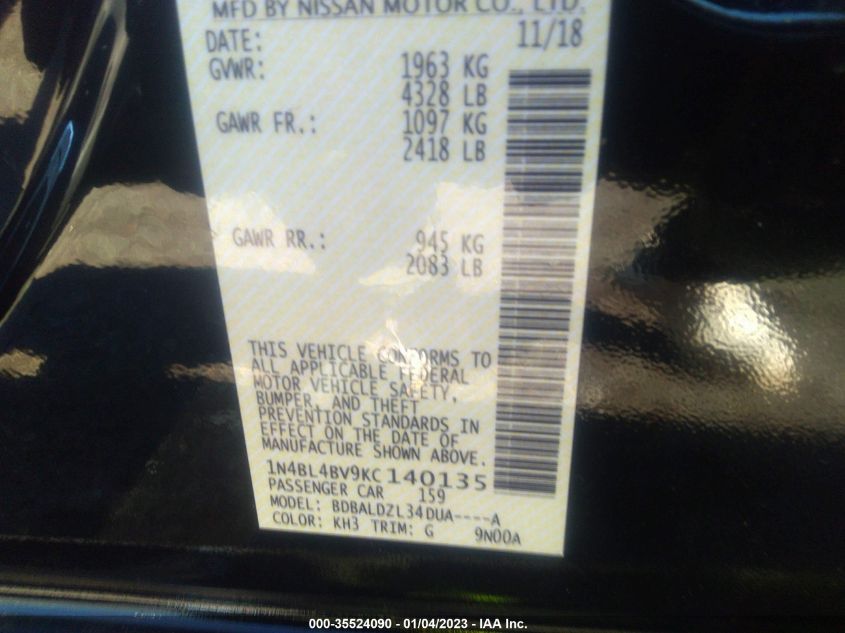 MFD BY NISSAN MOTOR CO., LTD.
DATE: 11/18
GVWR: 1963 KG
4328 LB
GAWR FR.: 1097 KG
2418 LB
GAWR RR.: 945 KG
2083 LB
THIS VEHICLE CONFORMS TO
ALL APPLICABLE FEDERAL
MOTOR VEHICLE SAFETY,
BUMPER, AND THEFT
PREVENTION STANDARDS IN
EFFECT ON THE DATE OF
MANUFACTURE SHOWN ABOVE.
1N4BL4BV9KC140135
PASSENGER CAR 159
MODEL: BDBALDZL34DUA----A
COLOR: KH3 TRIM: G 9N00A
000-35524090 - 01/04/2023 - IAA Inc.